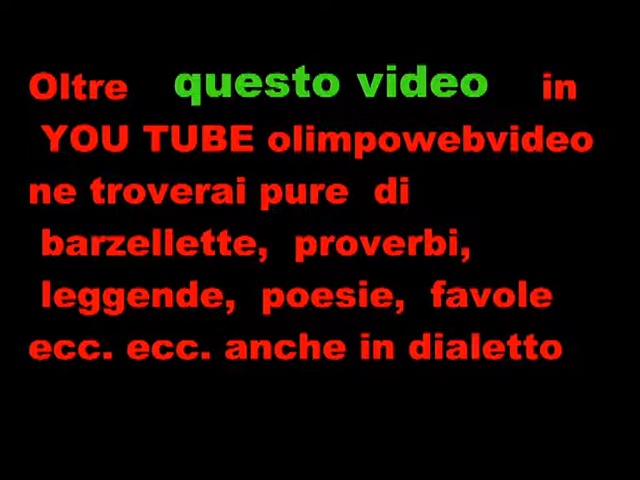 Oltre questo video in
YOU TUBE olimpowebvideo
ne troverai pure di
barzellette, proverbi,
leggende, poesie, favole
ecc. ecc. anche in dialetto